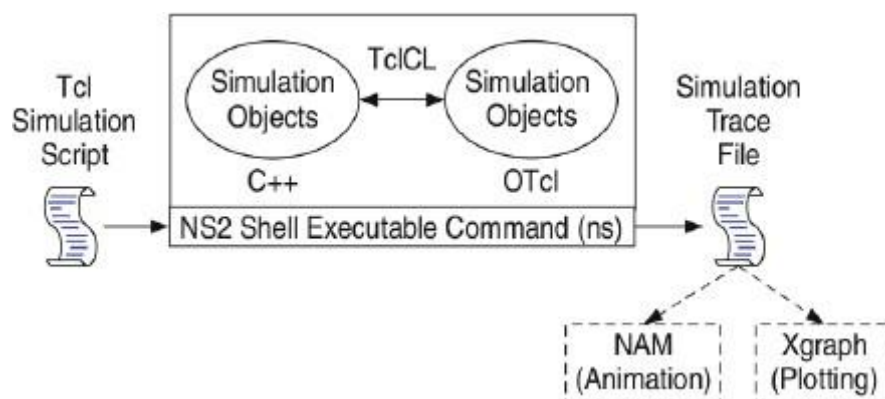 Tcl
Simulation
Script
Simulation
Objects
C++
TclCL
Simulation
Objects
OTcl
NS2 Shell Executable Command (ns)
Simulation
Trace
File
NAM
(Animation)
Xgraph
(Plotting)